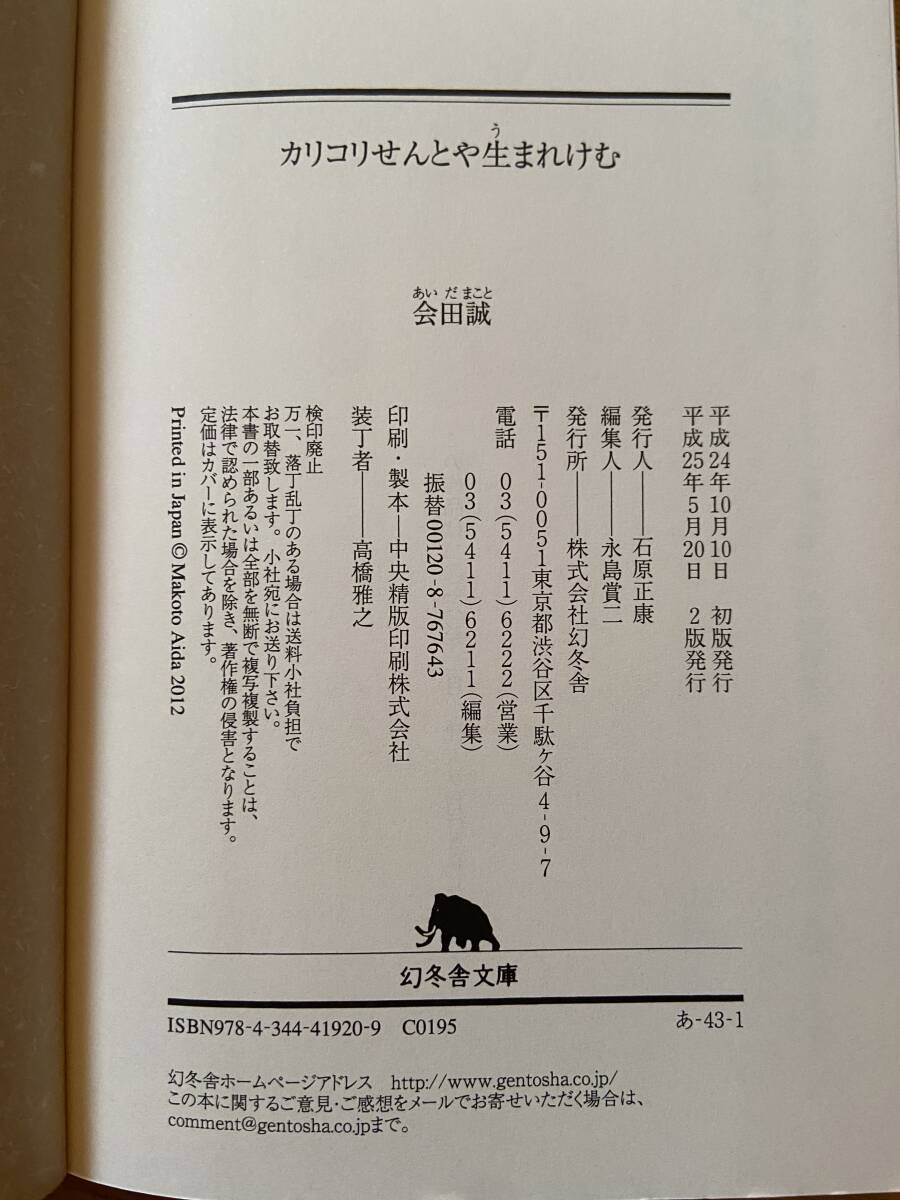 カリコリせんとや生まれけむ
う
会田誠
あいだまこと
平成24年10月10日 初版発行
平成25年5月20日 2版発行
発行人――石原正康
編集人――永島賞二
発行所――株式会社幻冬舎
〒151-0051東京都渋谷区千駄ヶ谷4-9-7
電話 03(5411)6222(営業)
03(5411)6211(編集)
振替00120-8-767643
印刷・製本―中央精版印刷株式会社
装丁者――高橋雅之
検印廃止
万一、落丁乱丁のある場合は送料小社負担で
お取替致します。小社宛にお送り下さい。
本書の一部あるいは全部を無断で複写複製することは、
法律で認められた場合を除き、著作権の侵害となります。
定価はカバーに表示してあります。
Printed in Japan © Makoto Aida 2012
幻冬舎文庫
ISBN978-4-344-41920-9 C0195
あ-43-1
幻冬舎ホームページアドレス http://www.gentosha.co.jp/
この本に関するご意見・ご感想をメールでお寄せいただく場合は、
comment@gentosha.co.jpまで。